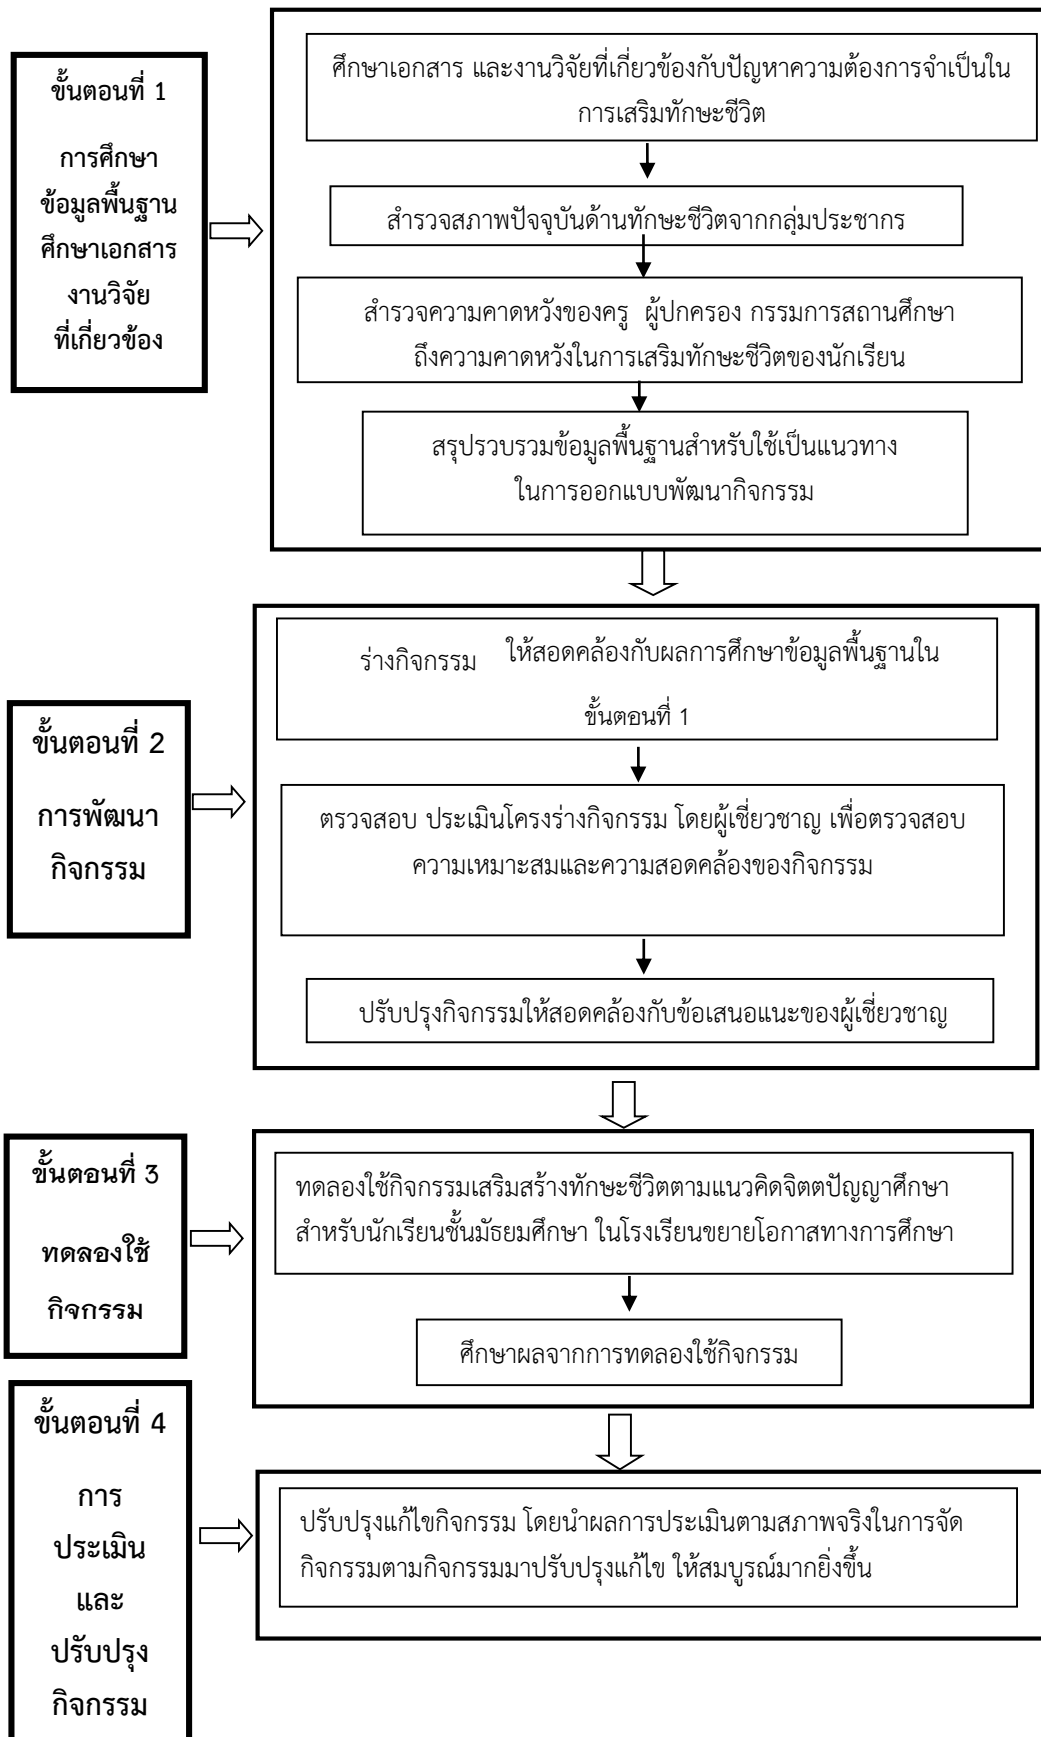 ขั้นตอนที่ 1
การศึกษา
ข้อมูลพื้นฐาน
ศึกษาเอกสาร
งานวิจัย
ที่เกี่ยวข้อง
ศึกษาเอกสาร และงานวิจัยที่เกี่ยวข้องกับปัญหาความต้องการจำเป็นใน
การเสริมทักษะชีวิต
สำรวจสภาพปัจจุบันด้านทักษะชีวิตจากกลุ่มประชากร
สำรวจความคาดหวังของครู ผู้ปกครอง กรรมการสถานศึกษา
ถึงความคาดหวังในการเสริมทักษะชีวิตของนักเรียน
สรุปรวบรวมข้อมูลพื้นฐานสำหรับใช้เป็นแนวทาง
ในการออกแบบพัฒนากิจกรรม
ขั้นตอนที่ 2
การพัฒนา
กิจกรรม
ร่างกิจกรรม ให้สอดคล้องกับผลการศึกษาข้อมูลพื้นฐานใน
ขั้นตอนที่ 1
ตรวจสอบ ประเมินโครงร่างกิจกรรม โดยผู้เชี่ยวชาญ เพื่อตรวจสอบ
ความเหมาะสมและความสอดคล้องของกิจกรรม
ปรับปรุงกิจกรรมให้สอดคล้องกับข้อเสนอแนะของผู้เชี่ยวชาญ
ขั้นตอนที่ 3
ทดลองใช้
กิจกรรม
ทดลองใช้กิจกรรมเสริมสร้างทักษะชีวิตตามแนวคิดจิตตปัญญาศึกษา
สำหรับนักเรียนชั้นมัธยมศึกษา ในโรงเรียนขยายโอกาสทางการศึกษา
ศึกษาผลจากการทดลองใช้กิจกรรม
ขั้นตอนที่ 4
การ
ประเมิน
และ
ปรับปรุง
กิจกรรม
ปรับปรุงแก้ไขกิจกรรม โดยนำผลการประเมินตามสภาพจริงในการจัด
กิจกรรมตามกิจกรรมมาปรับปรุงแก้ไข ให้สมบูรณ์มากยิ่งขึ้น